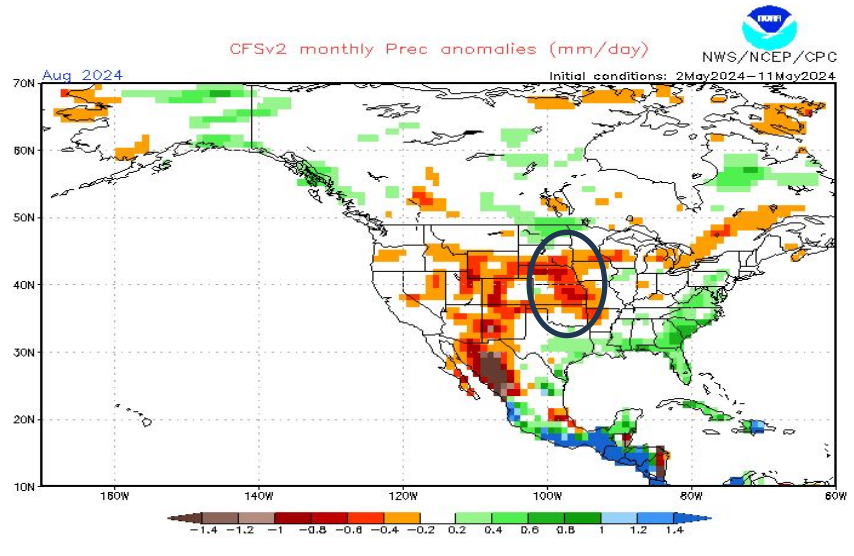 NOAA
CFSv2 monthly Prec anomalies (mm/day)
NWS/NCEP/CPC
Aug 2024
Initial conditions: 2May2024-11May2024
70N
60N
50N
40N
30N
20N
10N
160W 140W 120W 100W 80W 60W
-1.4 -1.2 -1 -0.8 -0.6 -0.4 -0.2 0.2 0.4 0.6 0.8 1 1.2 1.4